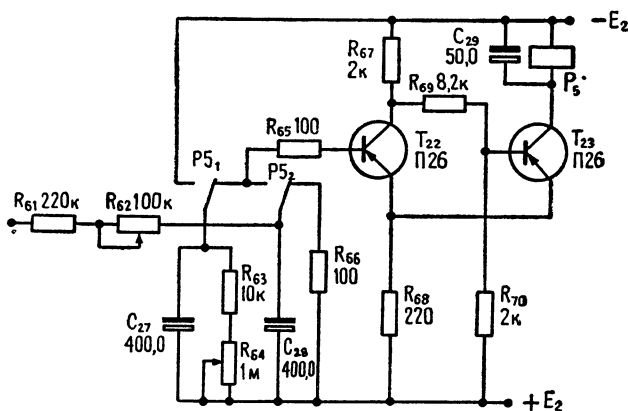 − E₂
C₂₉
50,0
R₆₇
2к
P₅
R₆₉ 8,2к
R₆₅ 100
T₂₂
П26
T₂₃
П26
P5₁
P5₂
R₆₁ 220к
R₆₂ 100к
R₆₆
100
R₆₃
10к
R₆₈
220
R₇₀
2к
C₂₇
400,0
R₆₄
1м
C₂₈
400,0
+ E₂